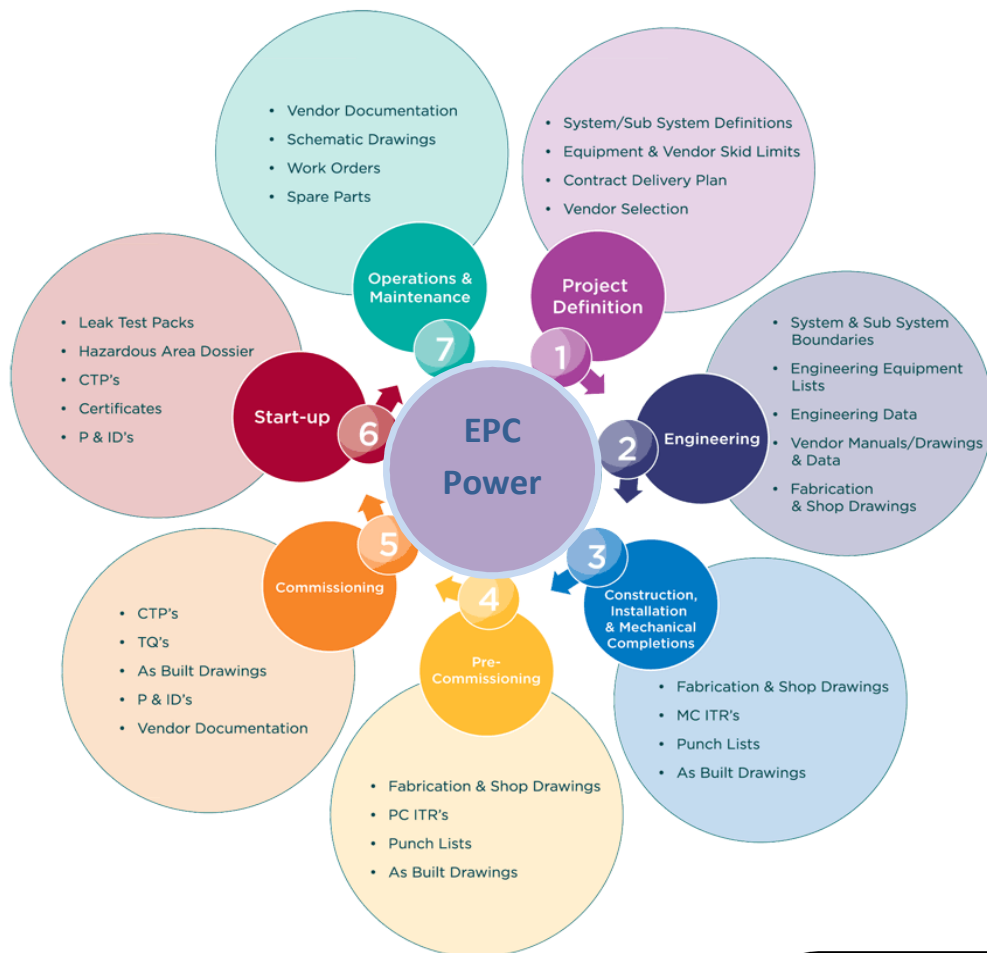 EPC
Power
1
Project
Definition
• System/Sub System Definitions
• Equipment & Vendor Skid Limits
• Contract Delivery Plan
• Vendor Selection
2
Engineering
• System & Sub System
Boundaries
• Engineering Equipment
Lists
• Engineering Data
• Vendor Manuals/Drawings
& Data
• Fabrication
& Shop Drawings
3
Construction,
Installation
& Mechanical
Completions
• Fabrication & Shop Drawings
• MC ITR's
• Punch Lists
• As Built Drawings
4
Pre-
Commissioning
• Fabrication & Shop Drawings
• PC ITR's
• Punch Lists
• As Built Drawings
5
Commissioning
• CTP's
• TQ's
• As Built Drawings
• P & ID's
• Vendor Documentation
6
Start-up
• Leak Test Packs
• Hazardous Area Dossier
• CTP's
• Certificates
• P & ID's
7
Operations &
Maintenance
• Vendor Documentation
• Schematic Drawings
• Work Orders
• Spare Parts